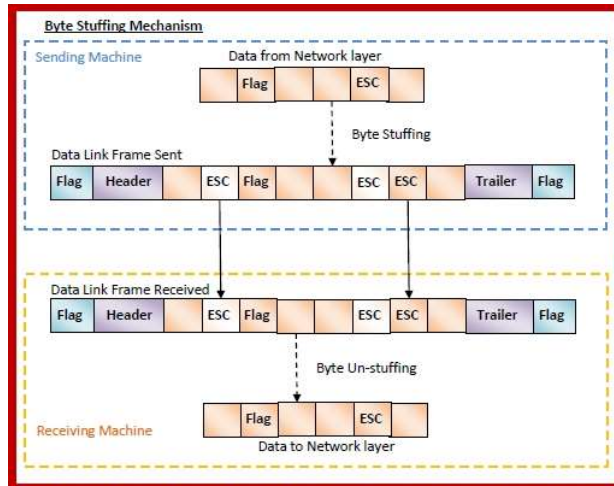 Byte Stuffing Mechanism
Sending Machine
Data from Network layer
Flag ESC
Byte Stuffing
Data Link Frame Sent
Flag Header ESC Flag ESC ESC Trailer Flag
Data Link Frame Received
Flag Header ESC Flag ESC ESC Trailer Flag
Byte Un-stuffing
Flag ESC
Receiving Machine
Data to Network layer